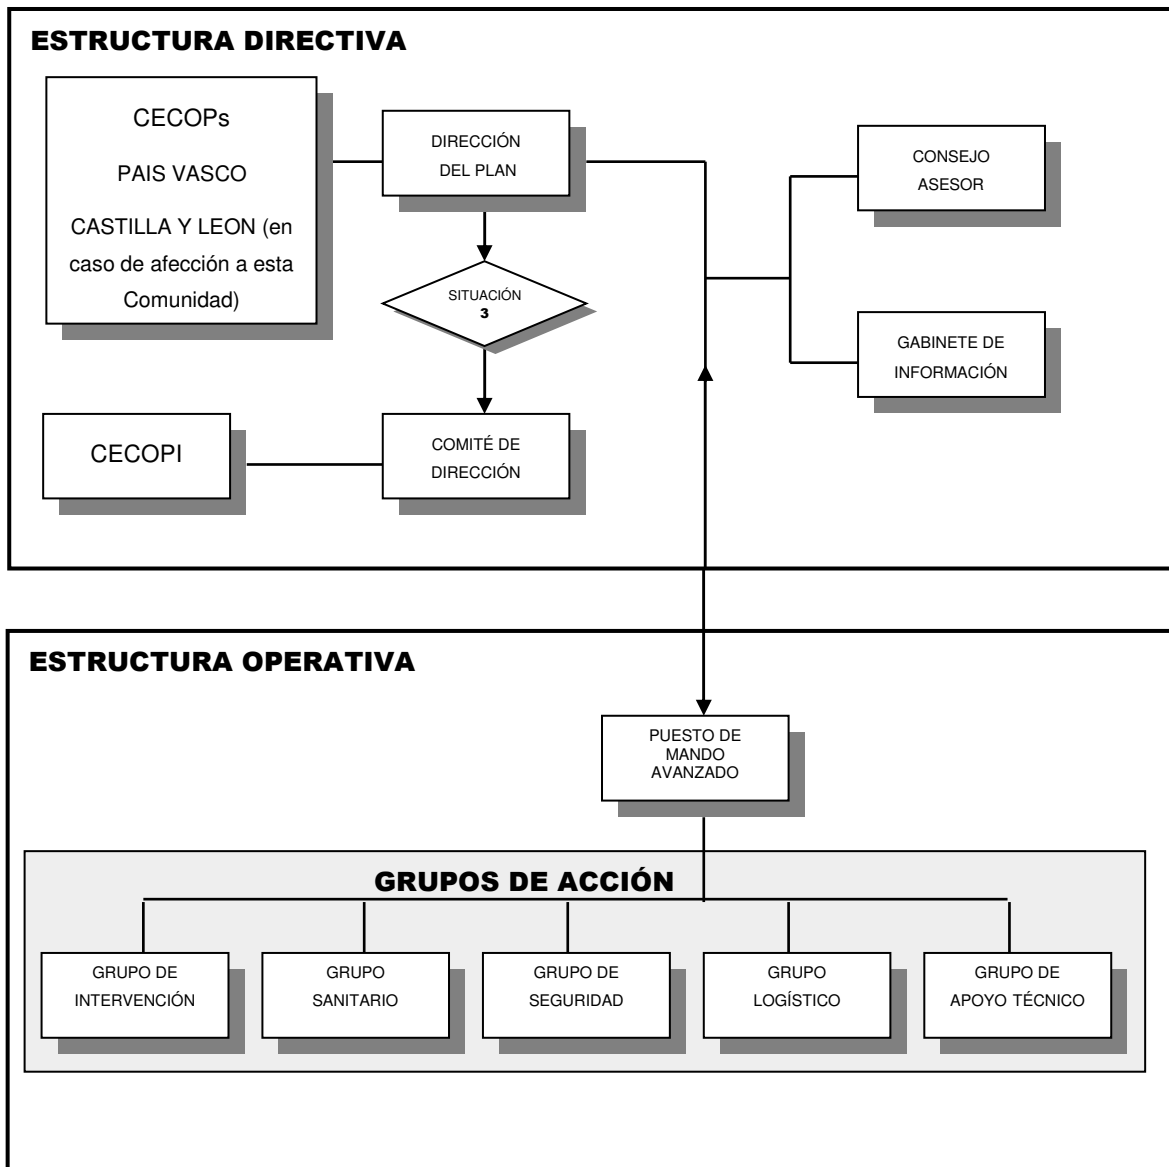 ESTRUCTURA DIRECTIVA
CECOPs
PAIS VASCO
CASTILLA Y LEON (en
caso de afección a esta
Comunidad)
DIRECCIÓN
DEL PLAN
CONSEJO
ASESOR
SITUACIÓN
3
GABINETE DE
INFORMACIÓN
CECOPI
COMITÉ DE
DIRECCIÓN
ESTRUCTURA OPERATIVA
PUESTO DE
MANDO
AVANZADO
GRUPOS DE ACCIÓN
GRUPO DE
INTERVENCIÓN
GRUPO
SANITARIO
GRUPO DE
SEGURIDAD
GRUPO
LOGÍSTICO
GRUPO DE
APOYO TÉCNICO